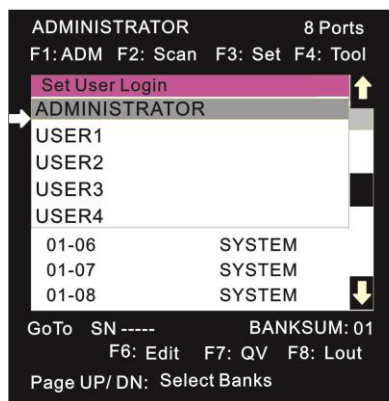 ADMINISTRATOR 8 Ports
F1: ADM F2: Scan F3: Set F4: Tool
Set User Login
ADMINISTRATOR
USER1
USER2
USER3
USER4
01-06 SYSTEM
01-07 SYSTEM
01-08 SYSTEM
GoTo SN ----- BANKSUM: 01
F6: Edit F7: QV F8: Lout
Page UP/ DN: Select Banks